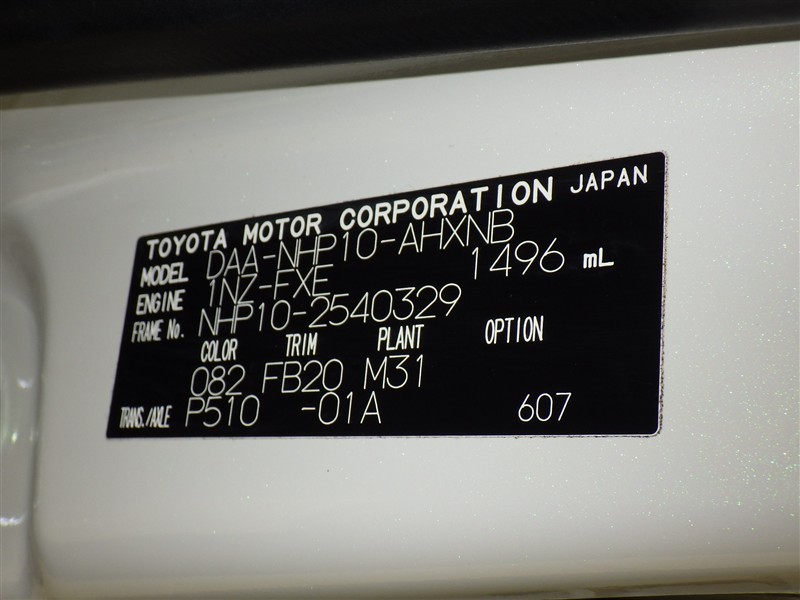 TOYOTA MOTOR CORPORATION JAPAN
MODEL DAA-NHP10-AHXNB
ENGINE 1NZ-FXE 1496 mL
FRAME No. NHP10-2540329
COLOR TRIM PLANT OPTION
082 FB20 M31
TRANS./AXLE P510 -01A 607